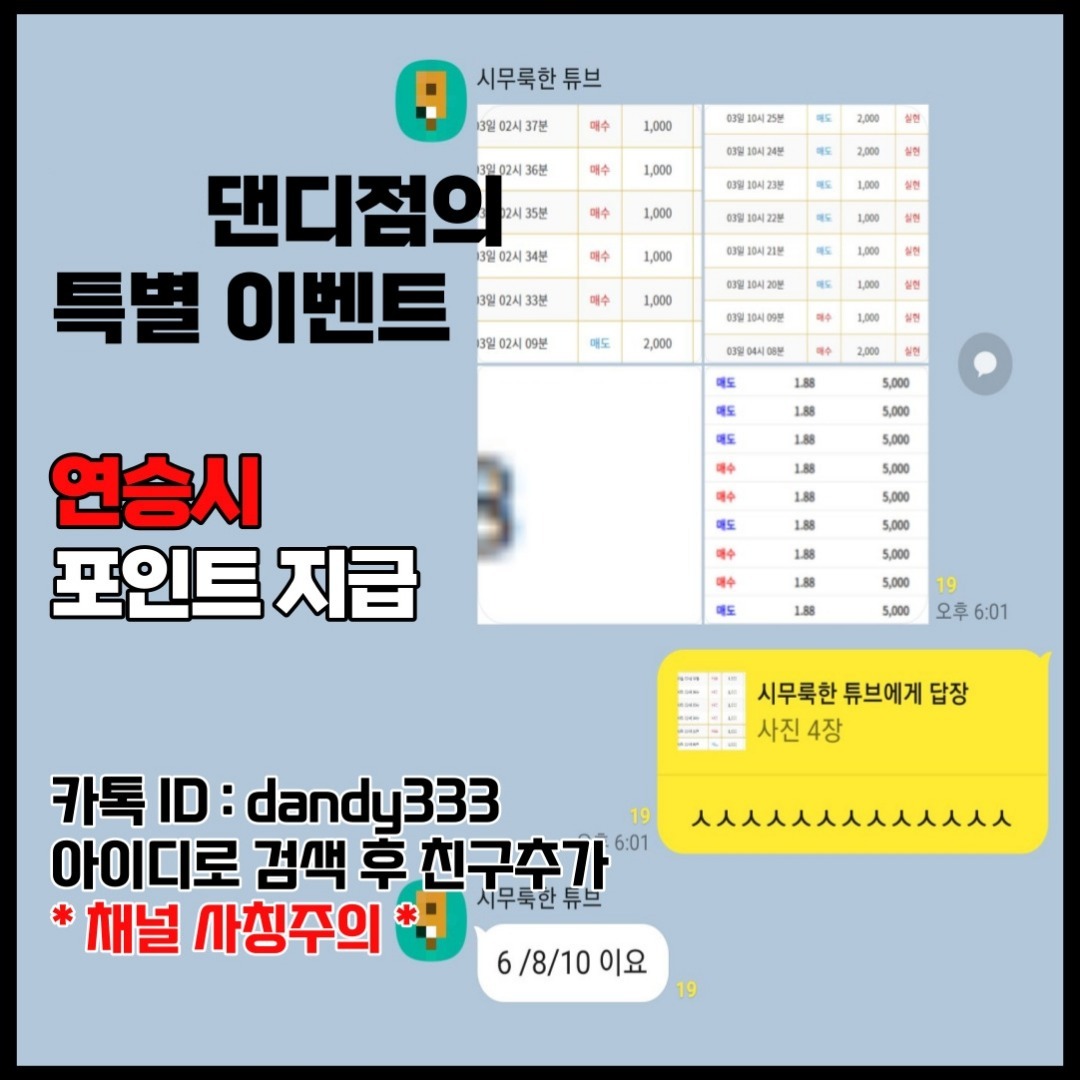 시무룩한 튜브
댄디점의
특별 이벤트
03일 02시 37분 매수 1,000
03일 02시 36분 매수 1,000
03일 02시 35분 매수 1,000
03일 02시 34분 매수 1,000
03일 02시 33분 매수 1,000
03일 02시 09분 매도 2,000
03일 10시 25분 매도 2,000 실현
03일 10시 24분 매도 2,000 실현
03일 10시 23분 매도 1,000 실현
03일 10시 22분 매도 1,000 실현
03일 10시 21분 매도 1,000 실현
03일 10시 20분 매도 1,000 실현
03일 10시 09분 매수 1,000 실현
03일 04시 08분 매수 2,000 실현
매도 1.88 5,000
매도 1.88 5,000
매도 1.88 5,000
매수 1.88 5,000
매수 1.88 5,000
매도 1.88 5,000
매수 1.88 5,000
매수 1.88 5,000
매도 1.88 5,000
19
오후 6:01
연승시
포인트 지급
시무룩한 튜브에게 답장
사진 4장
ㅅㅅㅅㅅㅅㅅㅅㅅㅅㅅㅅㅅㅅ
19
오후 6:01
카톡 ID : dandy333
아이디로 검색 후 친구추가
* 채널 사칭주의 *
시무룩한 튜브
6 /8/10 이요
19